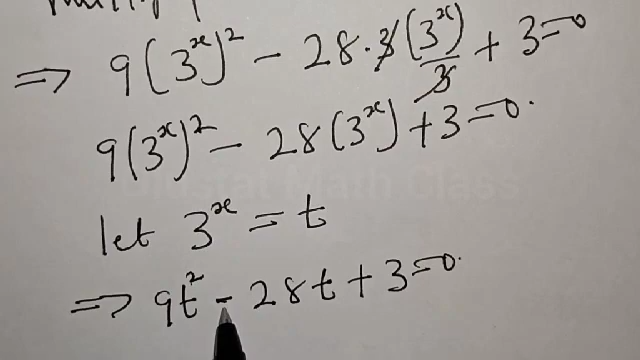 ⇒ 9(3^x)^2 − 28·3(3^x)/3 + 3=0
9(3^x)^2 − 28(3^x) + 3=0.
let 3^x = t
⇒ 9t^2 − 28t + 3=0.